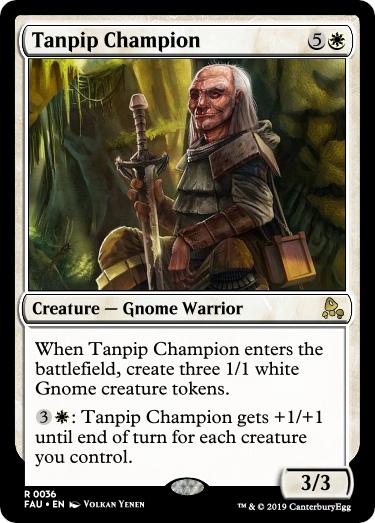 Tanpip Champion 5
Creature — Gnome Warrior
When Tanpip Champion enters the
battlefield, create three 1/1 white
Gnome creature tokens.
3: Tanpip Champion gets +1/+1
until end of turn for each creature
you control.
3/3
R 0036
FAU • EN VOLKAN YENEN
™ & © 2019 CanterburyEgg